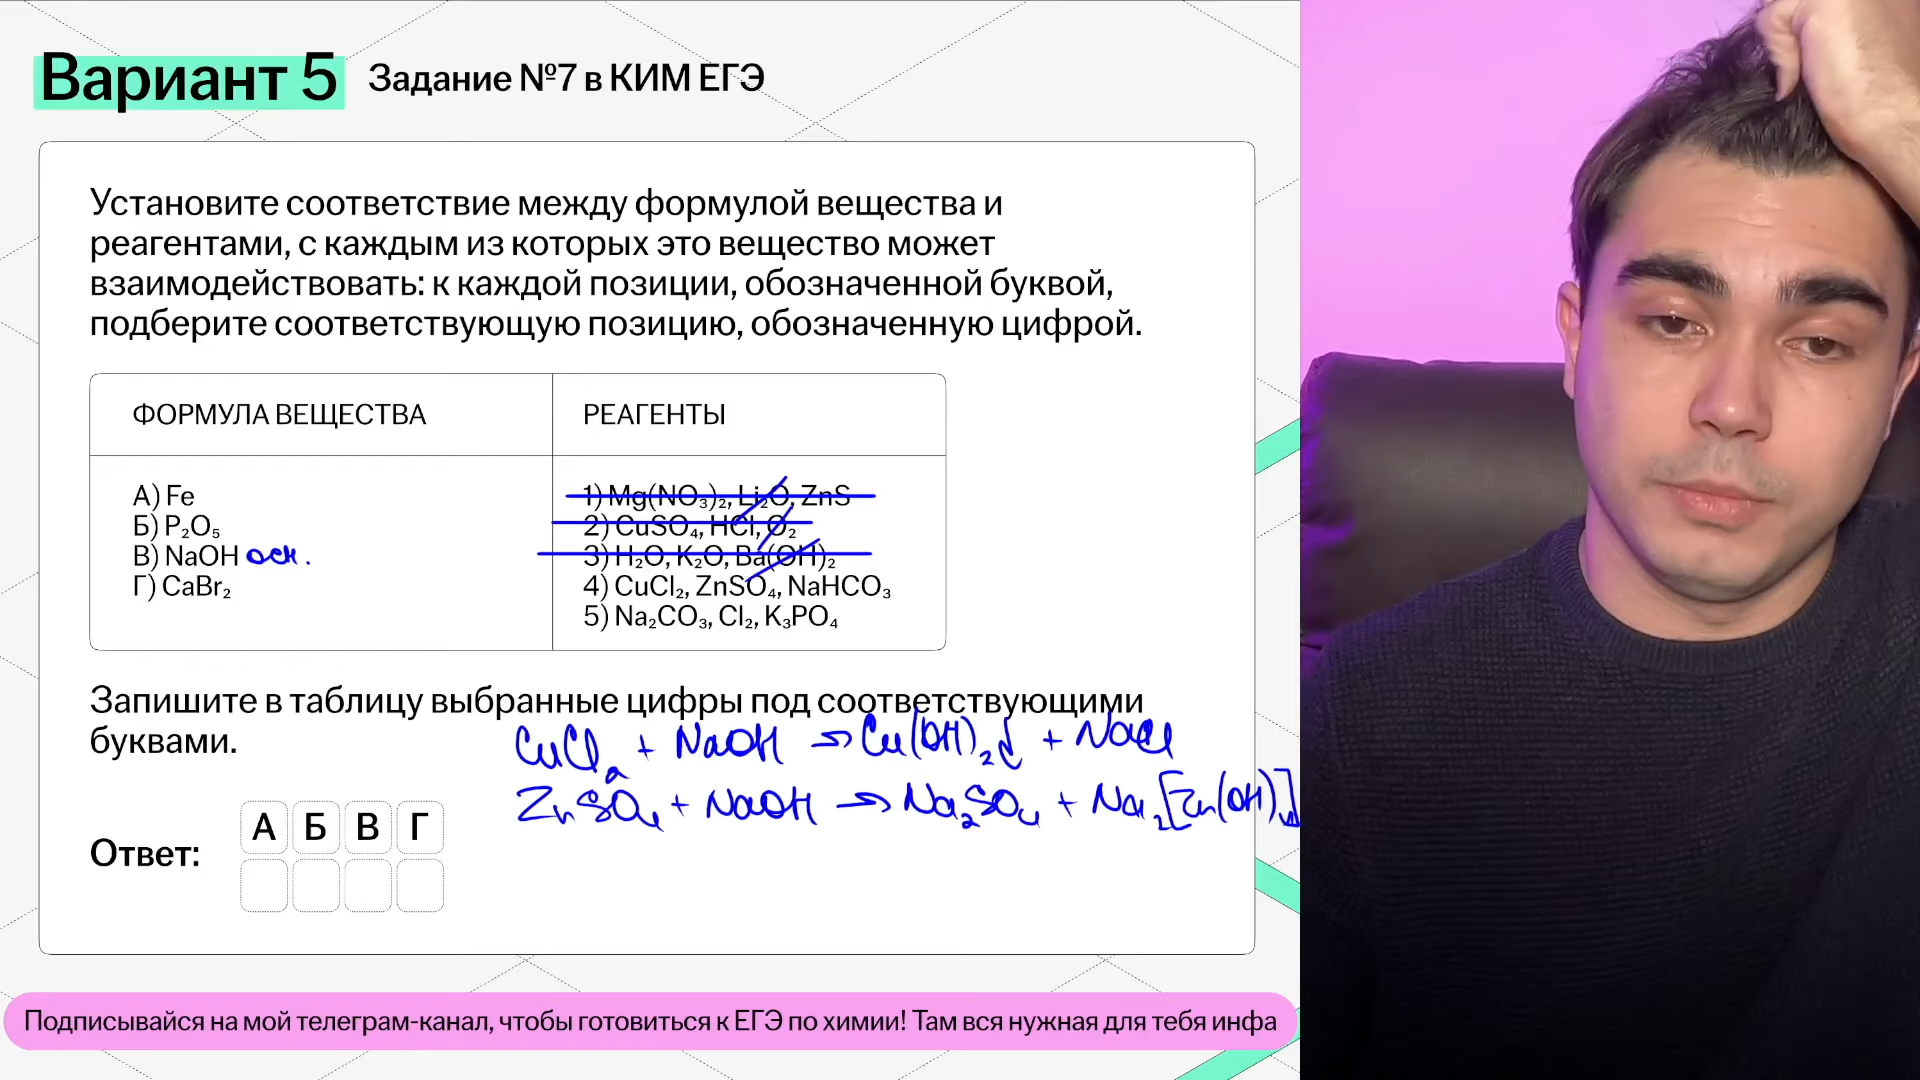 Вариант 5 Задание №7 в КИМ ЕГЭ
Установите соответствие между формулой вещества и
реагентами, с каждым из которых это вещество может
взаимодействовать: к каждой позиции, обозначенной буквой,
подберите соответствующую позицию, обозначенную цифрой.
ФОРМУЛА ВЕЩЕСТВА РЕАГЕНТЫ
А) Fe 1) Mg(NO₃)₂, Li₂O, ZnS
Б) P₂O₅ 2) CuSO₄, HCl, O₂
В) NaOH осн. 3) H₂O, K₂O, Ba(OH)₂
Г) CaBr₂ 4) CuCl₂, ZnSO₄, NaHCO₃
5) Na₂CO₃, Cl₂, K₃PO₄
Запишите в таблицу выбранные цифры под соответствующими
буквами.
CuCl₂ + NaOH → Cu(OH)₂↓ + NaCl
ZnSO₄ + NaOH → Na₂SO₄ + Na₂[Zn(OH)₄]
А Б В Г
Ответ:
Подписывайся на мой телеграм-канал, чтобы готовиться к ЕГЭ по химии! Там вся нужная для тебя инфа